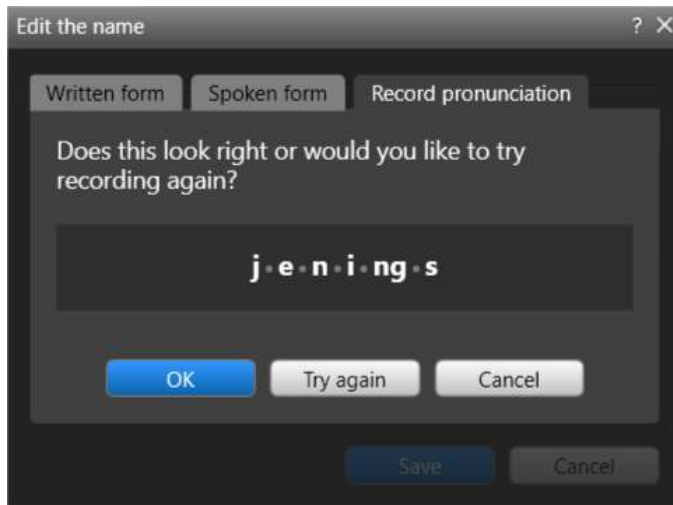 Edit the name ? X
Written form Spoken form Record pronunciation
Does this look right or would you like to try
recording again?
j·e·n·i·ng·s
OK Try again Cancel
Save Cancel